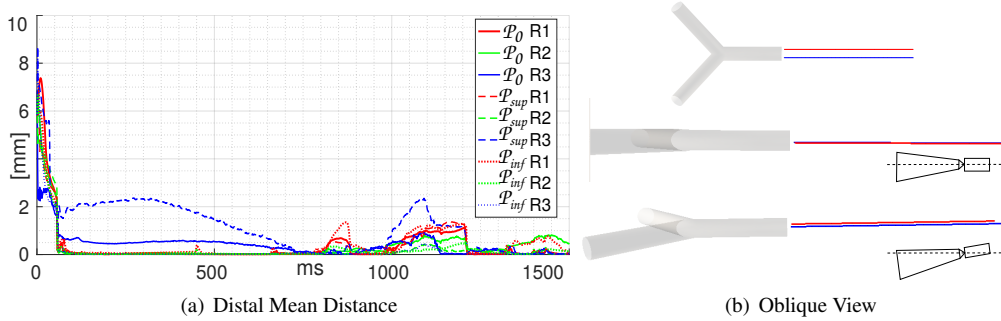 10
8
6
4
2
0
[mm]
0
500
ms
1000
1500
𝒫0 R1
𝒫0 R2
𝒫0 R3
𝒫sup R1
𝒫sup R2
𝒫sup R3
𝒫inf R1
𝒫inf R2
𝒫inf R3
(a) Distal Mean Distance
(b) Oblique View